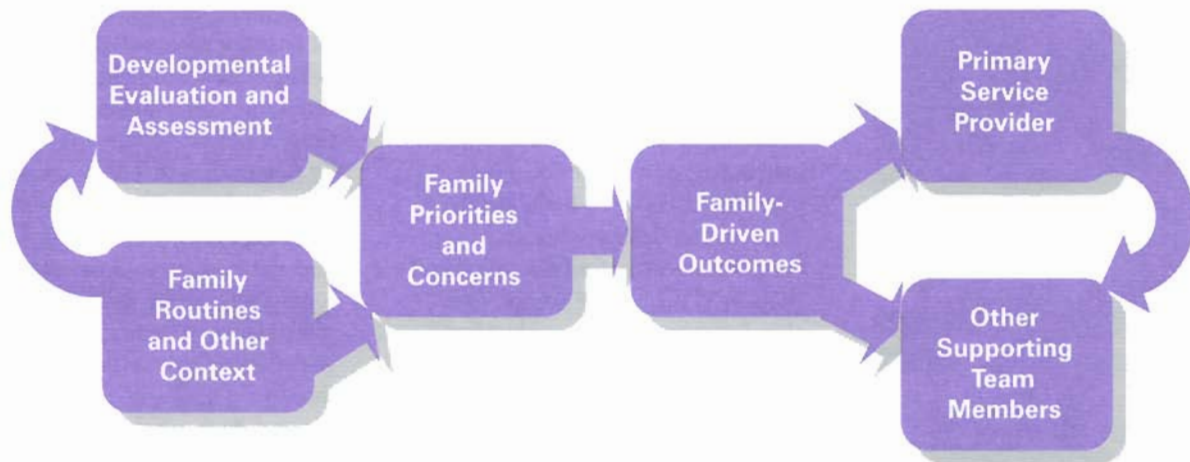 Developmental
Evaluation and
Assessment
Family
Routines
and Other
Context
Family
Priorities
and
Concerns
Family-
Driven
Outcomes
Primary
Service
Provider
Other
Supporting
Team
Members